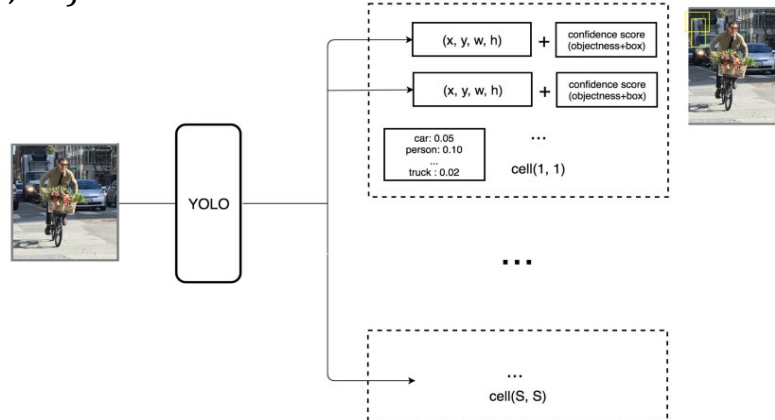 (x, y, w, h) + confidence score
(objectness+box)
(x, y, w, h) + confidence score
(objectness+box)
car: 0.05
person: 0.10
...
truck : 0.02
...
cell(1, 1)
YOLO
...
...
cell(S, S)